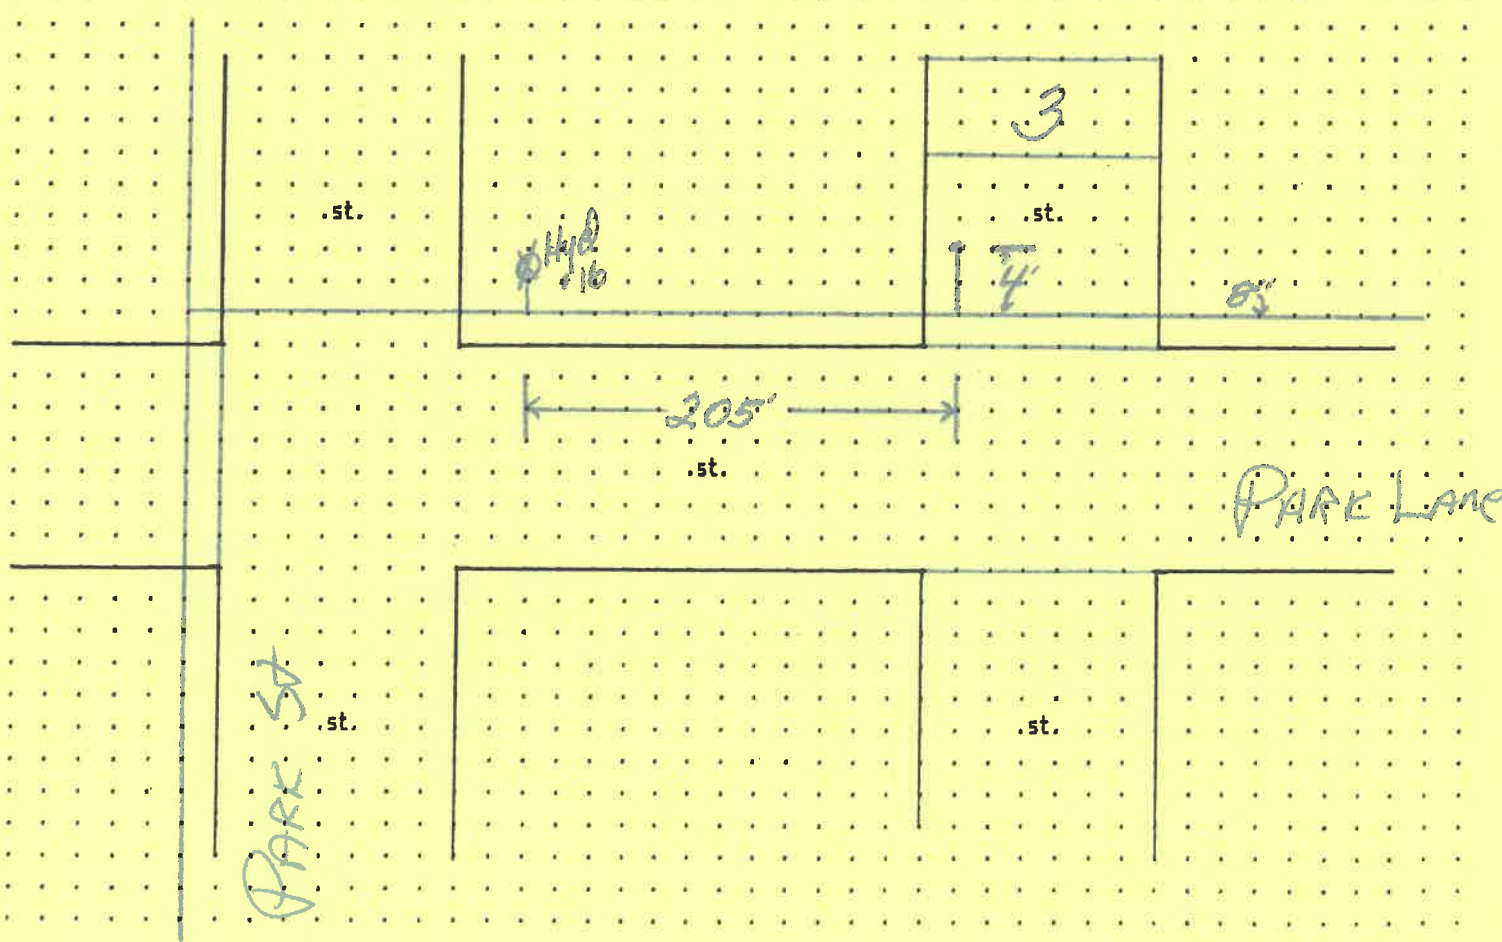 3
.st.
.st.
Hyd
16
4'
8"
205'
.st.
PARK LANE
PARK St
.st.
.st.